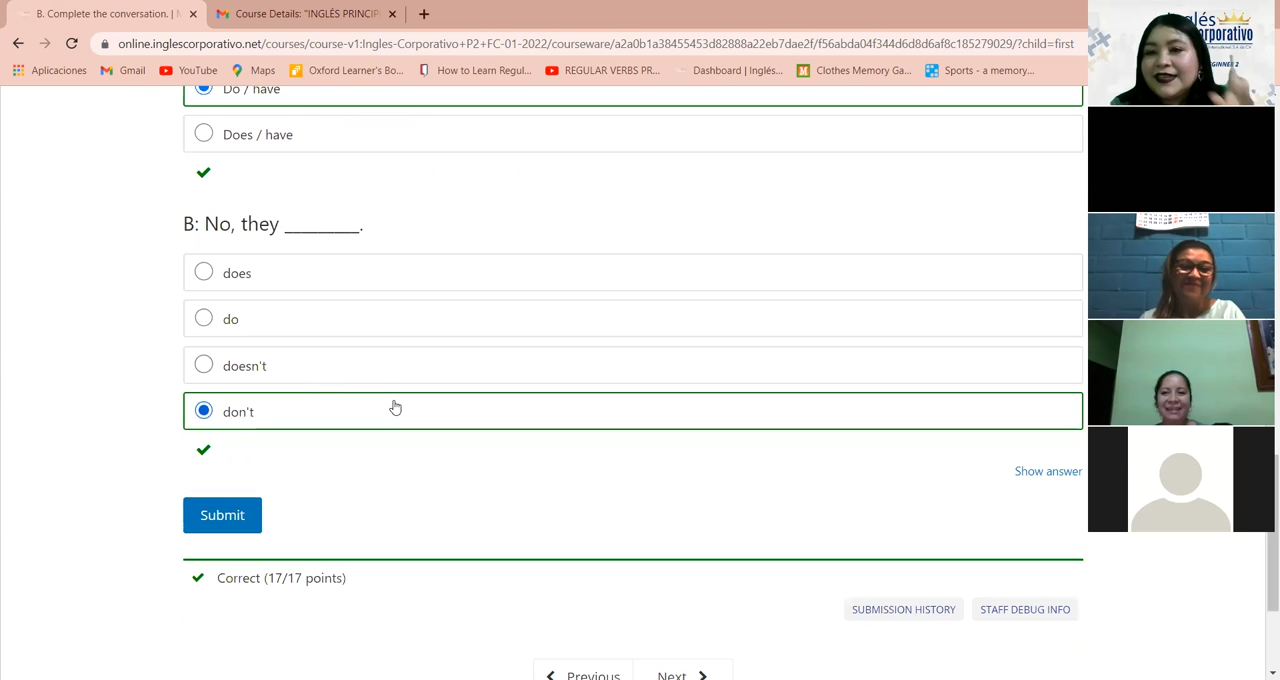 B. Complete the conversation. | M
Course Details: "INGLÉS PRINCIP
online.inglescorporativo.net/courses/course-v1:Ingles-Corporativo+P2+FC-01-2022/courseware/a2a0b1a38455453d82888a22eb7dae2f/f56abda04f344d6d8d6af8c185279029/?child=first
Aplicaciones
Gmail
YouTube
Maps
Oxford Learner's Bo...
How to Learn Regul...
REGULAR VERBS PR...
Dashboard | Inglés...
Clothes Memory Ga...
Sports - a memory...
Do / have
Does / have
B: No, they ________.
does
do
doesn't
don't
Show answer
Submit
Correct (17/17 points)
SUBMISSION HISTORY
STAFF DEBUG INFO
Previous
Next